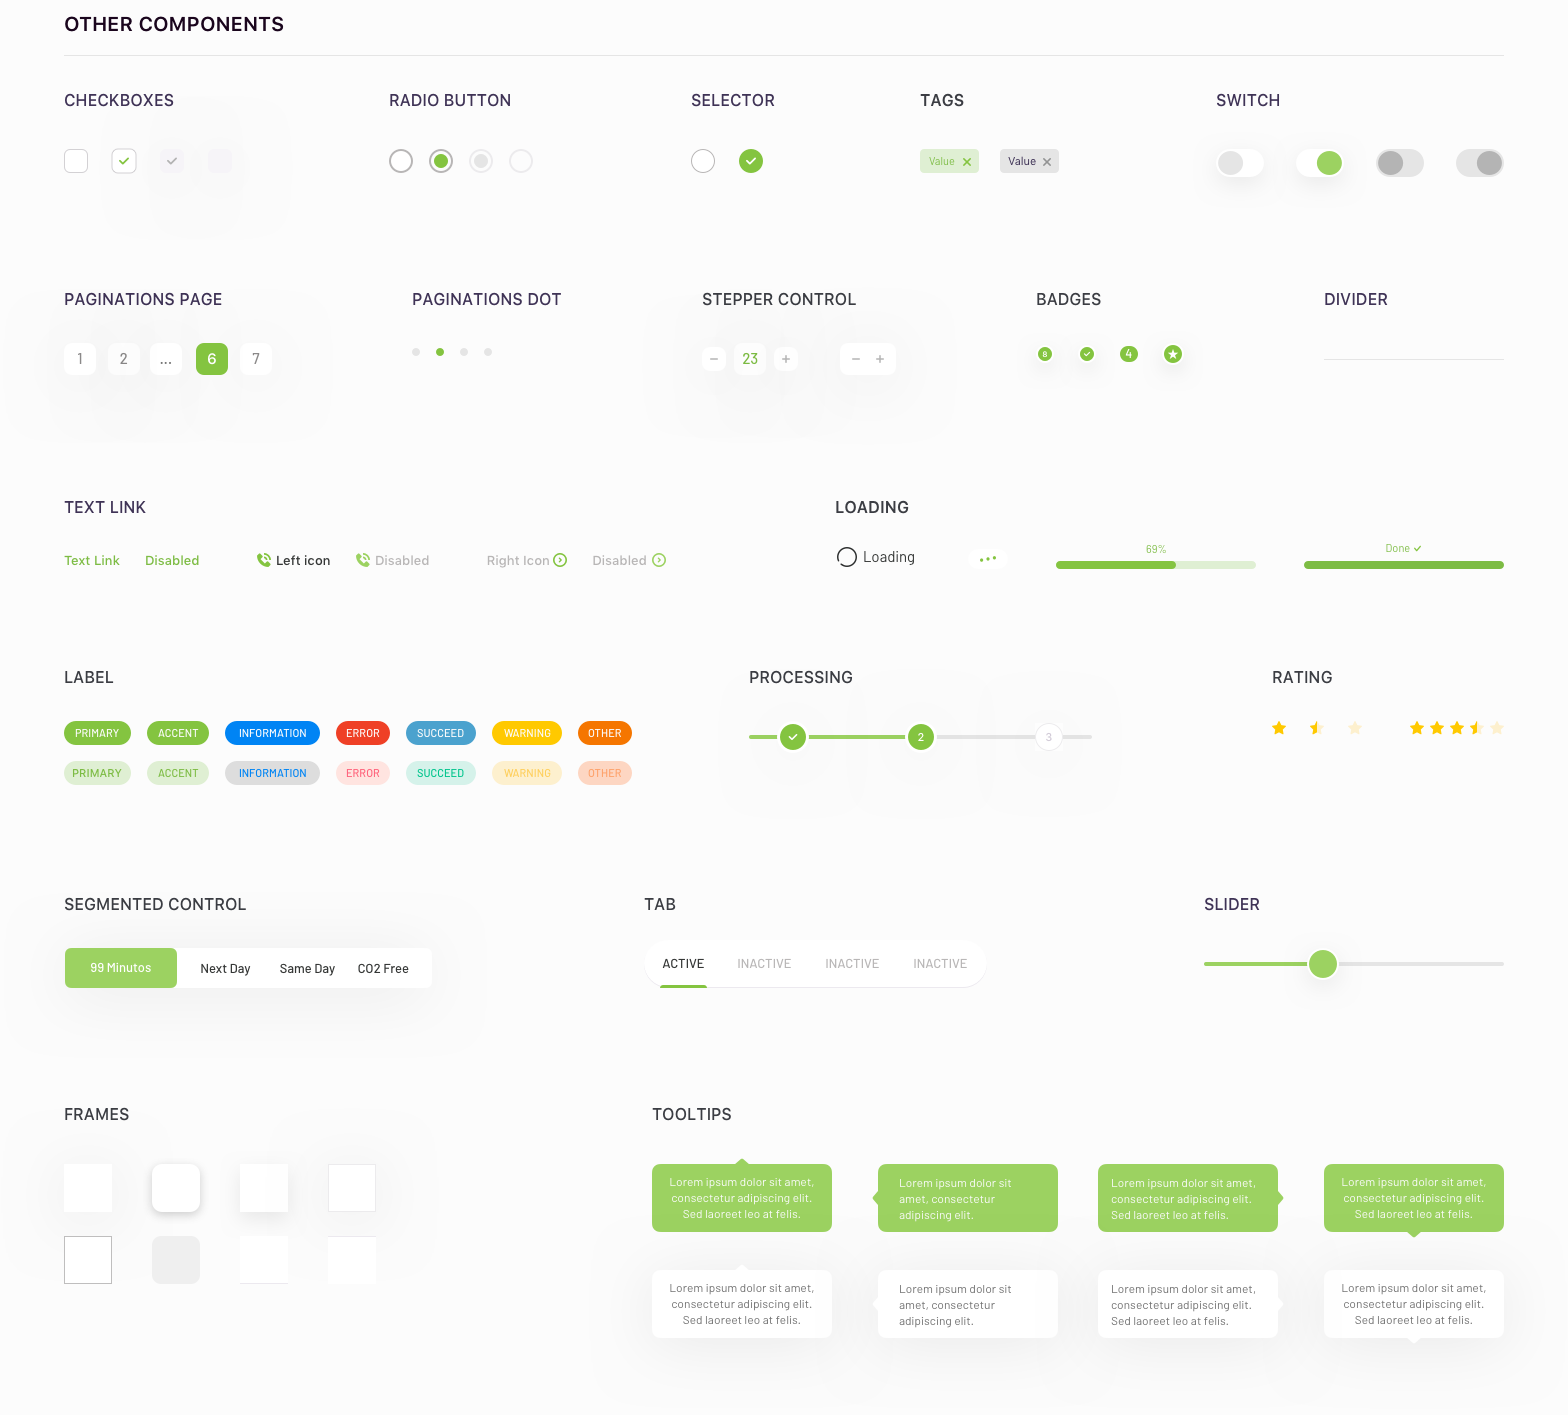 OTHER COMPONENTS
CHECKBOXES
RADIO BUTTON
SELECTOR
TAGS
SWITCH
Value
Value
PAGINATIONS PAGE
PAGINATIONS DOT
STEPPER CONTROL
BADGES
DIVIDER
1
2
...
6
7
23
8
4
TEXT LINK
LOADING
Text Link
Disabled
Left icon
Disabled
Right Icon
Disabled
Loading
69%
Done
LABEL
PROCESSING
RATING
PRIMARY
ACCENT
INFORMATION
ERROR
SUCCEED
WARNING
OTHER
2
3
PRIMARY
ACCENT
INFORMATION
ERROR
SUCCEED
WARNING
OTHER
SEGMENTED CONTROL
TAB
SLIDER
99 Minutos
Next Day
Same Day
CO2 Free
ACTIVE
INACTIVE
INACTIVE
INACTIVE
FRAMES
TOOLTIPS
Lorem ipsum dolor sit amet,
consectetur adipiscing elit.
Sed laoreet leo at felis.
Lorem ipsum dolor sit
amet, consectetur
adipiscing elit.
Lorem ipsum dolor sit amet,
consectetur adipiscing elit.
Sed laoreet leo at felis.
Lorem ipsum dolor sit amet,
consectetur adipiscing elit.
Sed laoreet leo at felis.
Lorem ipsum dolor sit amet,
consectetur adipiscing elit.
Sed laoreet leo at felis.
Lorem ipsum dolor sit
amet, consectetur
adipiscing elit.
Lorem ipsum dolor sit amet,
consectetur adipiscing elit.
Sed laoreet leo at felis.
Lorem ipsum dolor sit amet,
consectetur adipiscing elit.
Sed laoreet leo at felis.